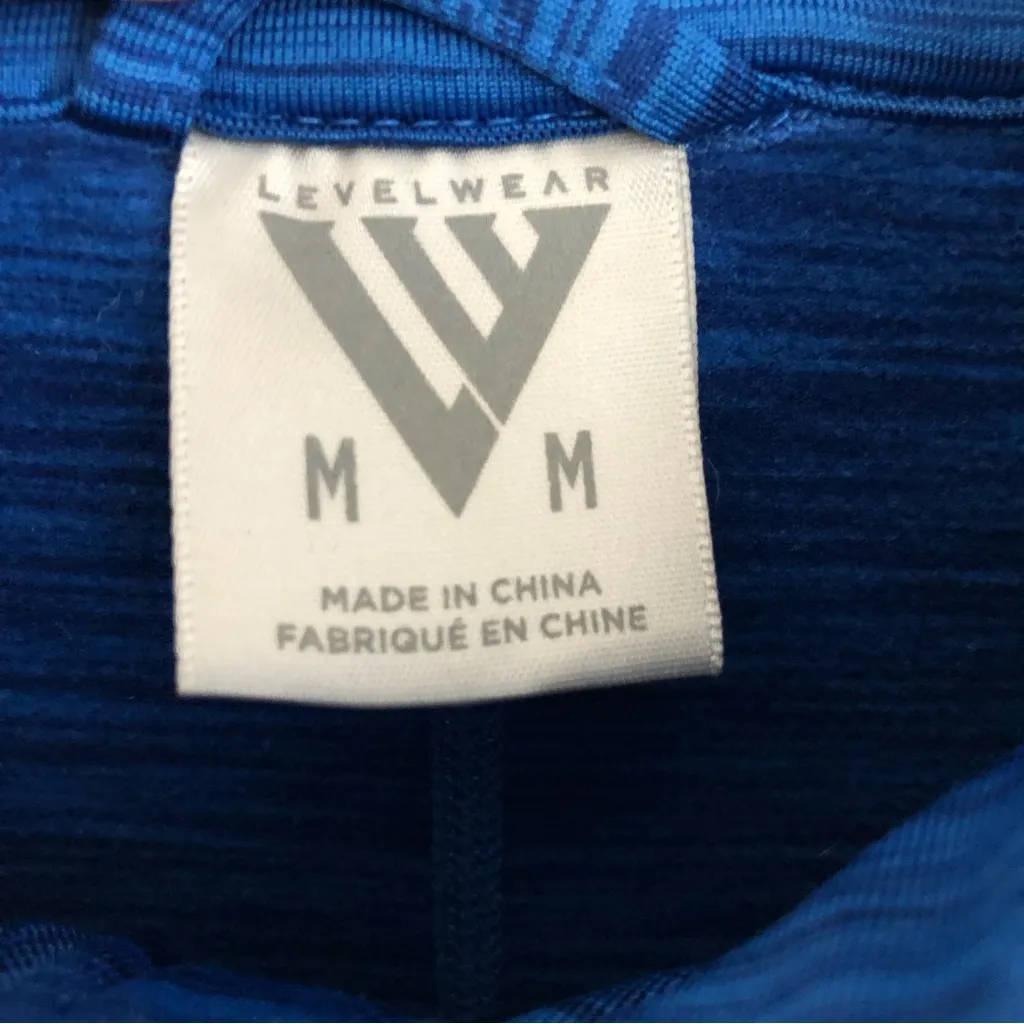 LEVELWEAR
M M
MADE IN CHINA
FABRIQUÉ EN CHINE